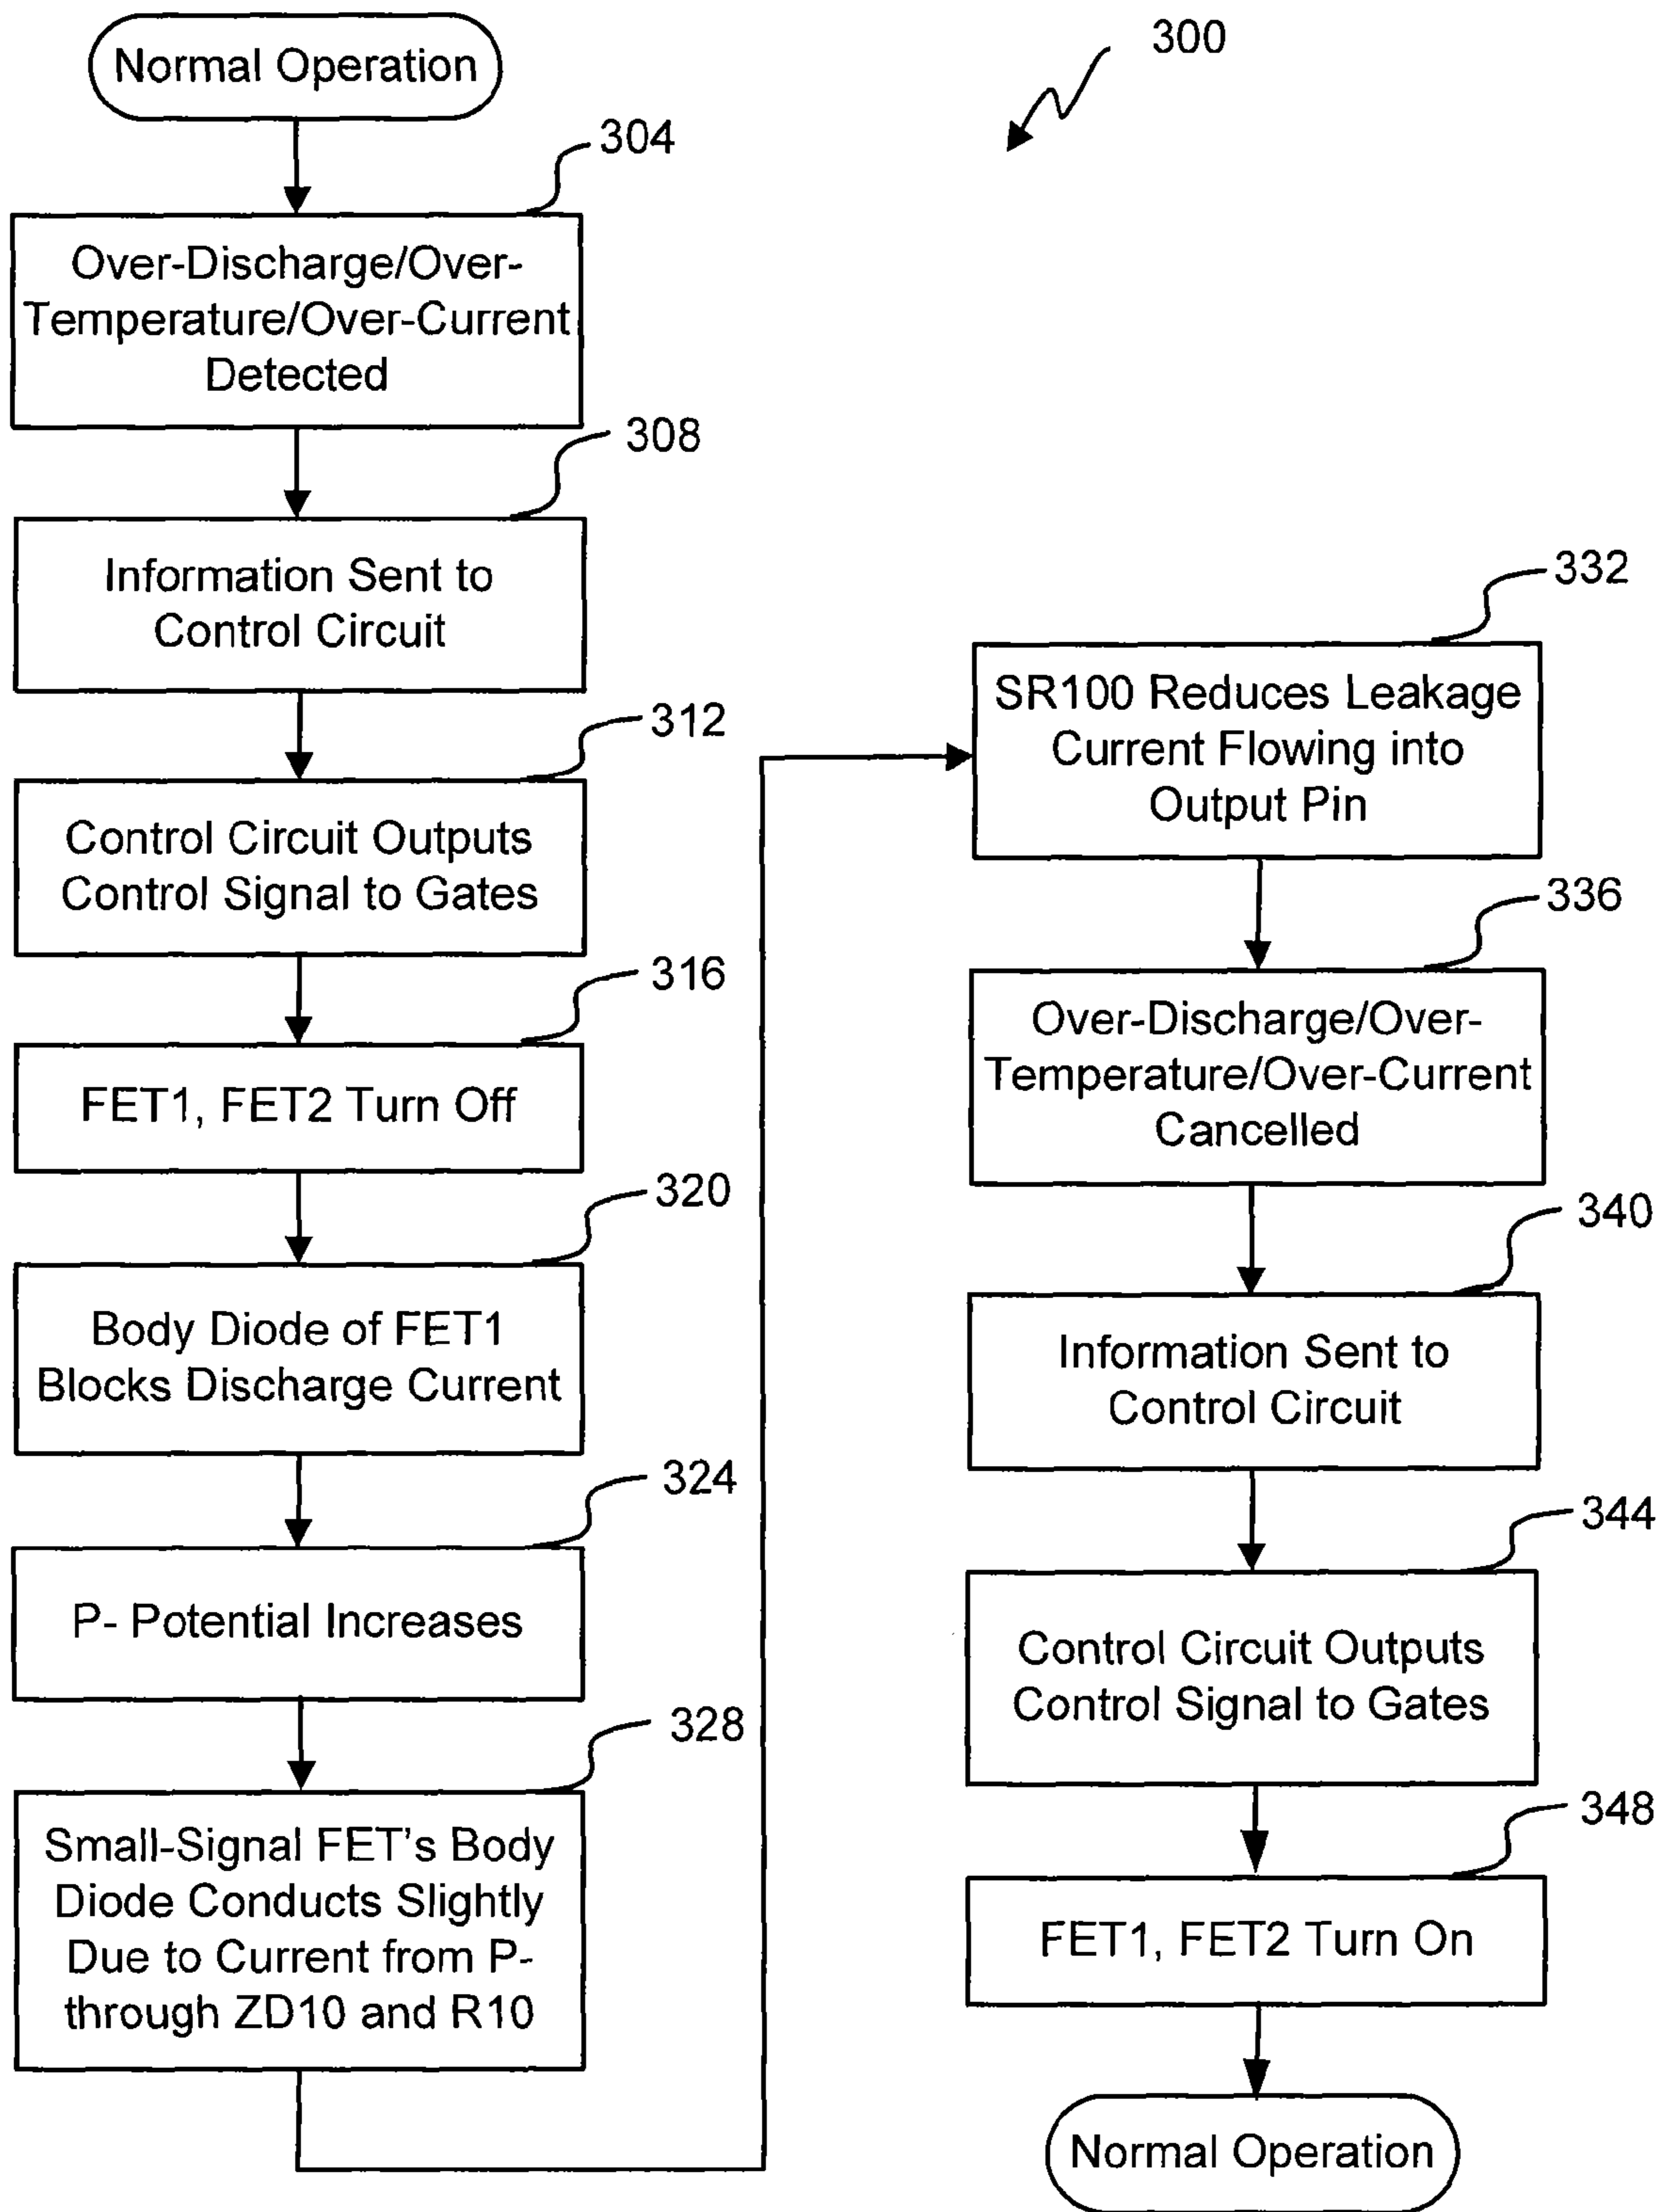 Normal Operation
300
304
Over-Discharge/Over-
Temperature/Over-Current
Detected
308
Information Sent to
Control Circuit
312
Control Circuit Outputs
Control Signal to Gates
316
FET1, FET2 Turn Off
320
Body Diode of FET1
Blocks Discharge Current
324
P- Potential Increases
328
Small-Signal FET's Body
Diode Conducts Slightly
Due to Current from P-
through ZD10 and R10
332
SR100 Reduces Leakage
Current Flowing into
Output Pin
336
Over-Discharge/Over-
Temperature/Over-Current
Cancelled
340
Information Sent to
Control Circuit
344
Control Circuit Outputs
Control Signal to Gates
348
FET1, FET2 Turn On
Normal Operation